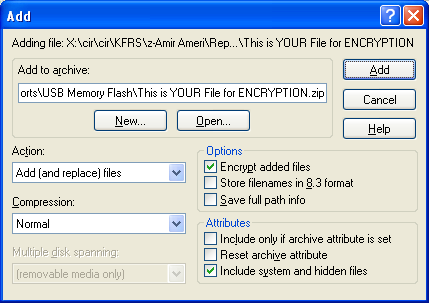 Add
Adding file: X:\cir\cir\KFRS\z-Amir Ameri\Rep...\This is YOUR File for ENCRYPTION
Add to archive:
orts\USB Memory Flash\This is YOUR File for ENCRYPTION.zip
New...
Open...
Add
Cancel
Help
Action:
Add (and replace) files
Compression:
Normal
Multiple disk spanning:
(removable media only)
Options
Encrypt added files
Store filenames in 8.3 format
Save full path info
Attributes
Include only if archive attribute is set
Reset archive attribute
Include system and hidden files